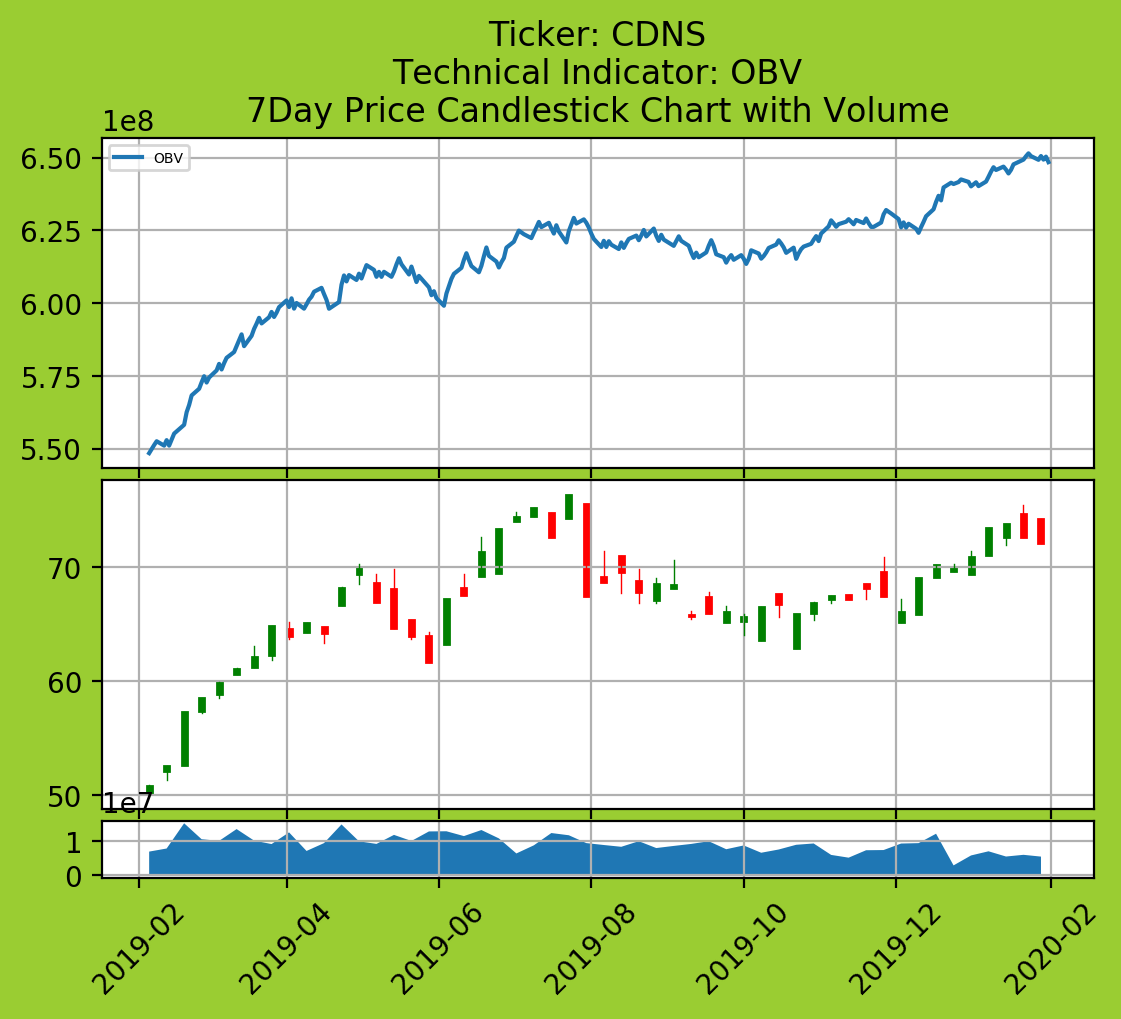 Ticker: CDNS
Technical Indicator: OBV
7Day Price Candlestick Chart with Volume
1e8
OBV
6.50
6.25
6.00
5.75
5.50
70
60
50
1e7
1
0
2019-02
2019-04
2019-06
2019-08
2019-10
2019-12
2020-02